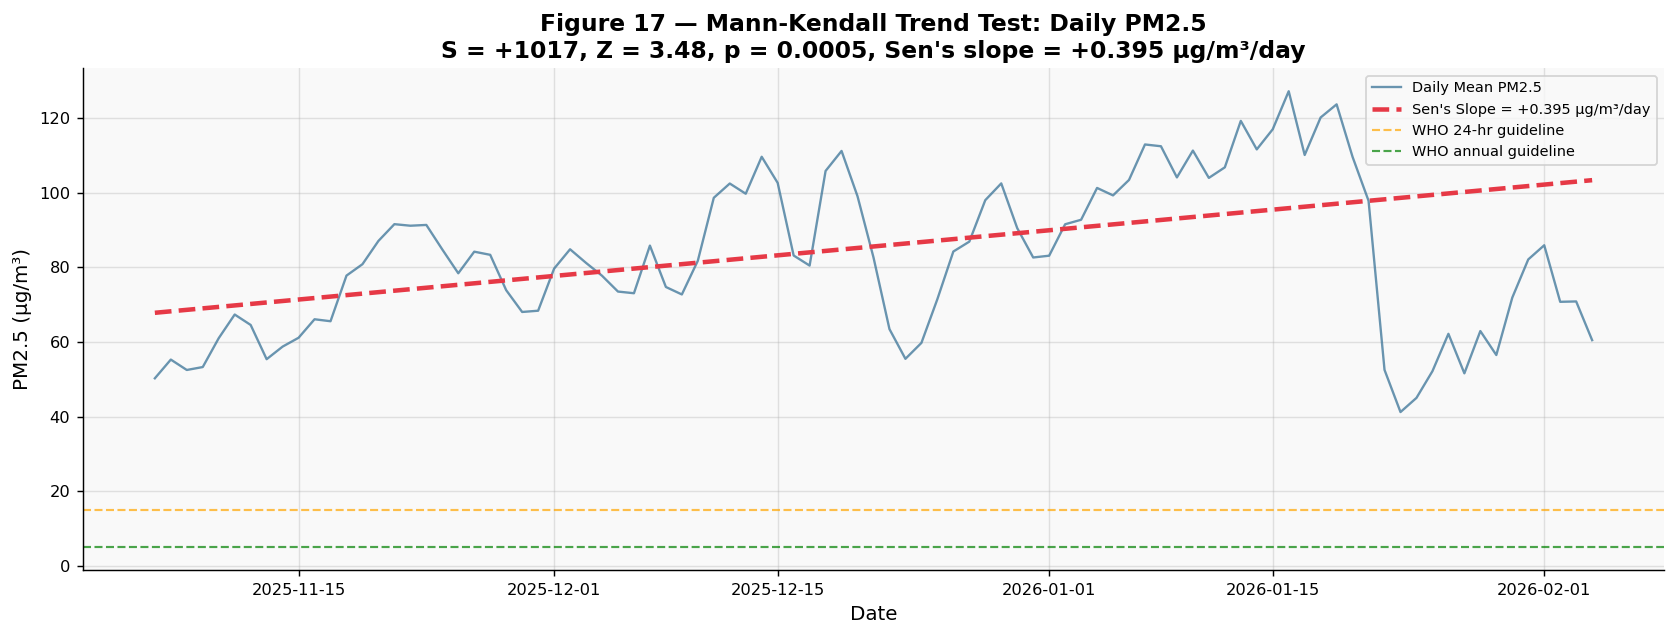 Figure 17 — Mann-Kendall Trend Test: Daily PM2.5
S = +1017, Z = 3.48, p = 0.0005, Sen's slope = +0.395 µg/m³/day
Daily Mean PM2.5
Sen's Slope = +0.395 µg/m³/day
WHO 24-hr guideline
WHO annual guideline
PM2.5 (µg/m³)
120
100
80
60
40
20
0
2025-11-15
2025-12-01
2025-12-15
2026-01-01
2026-01-15
2026-02-01
Date